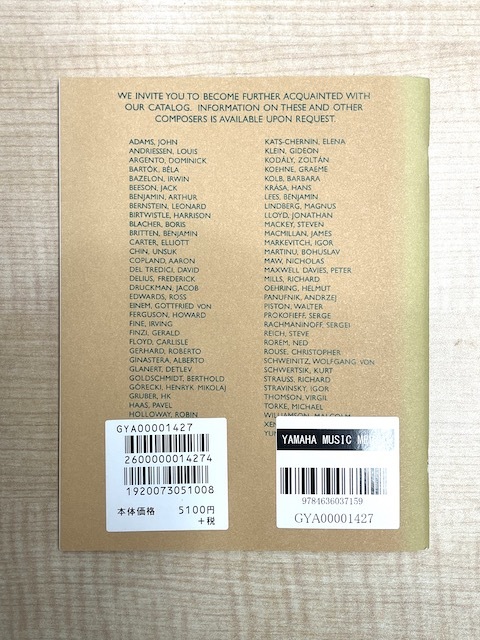 WE INVITE YOU TO BECOME FURTHER ACQUAINTED WITH
OUR CATALOG. INFORMATION ON THESE AND OTHER
COMPOSERS IS AVAILABLE UPON REQUEST.
ADAMS, JOHN
ANDRIESSEN, LOUIS
ARGENTO, DOMINICK
BARTÓK, BÉLA
BAZELON, IRWIN
BEESON, JACK
BENJAMIN, ARTHUR
BERNSTEIN, LEONARD
BIRTWISTLE, HARRISON
BLACHER, BORIS
BRITTEN, BENJAMIN
CARTER, ELLIOTT
CHIN, UNSUK
COPLAND, AARON
DEL TREDICI, DAVID
DELIUS, FREDERICK
DRUCKMAN, JACOB
EDWARDS, ROSS
EINEM, GOTTFRIED VON
FERGUSON, HOWARD
FINE, IRVING
FINZI, GERALD
FLOYD, CARLISLE
GERHARD, ROBERTO
GINASTERA, ALBERTO
GLANERT, DETLEV
GOLDSCHMIDT, BERTHOLD
GÓRECKI, HENRYK MIKOLAJ
GRUBER, HK
HAAS, PAVEL
HOLLOWAY, ROBIN
KATS-CHERNIN, ELENA
KLEIN, GIDEON
KODÁLY, ZOLTÁN
KOEHNE, GRAEME
KOLB, BARBARA
KRÁSA, HANS
LEES, BENJAMIN
LINDBERG, MAGNUS
LLOYD, JONATHAN
MACKEY, STEVEN
MACMILLAN, JAMES
MARKEVITCH, IGOR
MARTINU, BOHUSLAV
MAW, NICHOLAS
MAXWELL DAVIES, PETER
MILLS, RICHARD
OEHRING, HELMUT
PANUFNIK, ANDRZEJ
PISTON, WALTER
PROKOFIEFF, SERGE
RACHMANINOFF, SERGEI
REICH, STEVE
ROREM, NED
ROUSE, CHRISTOPHER
SCHWEINITZ, WOLFGANG VON
SCHWERTSIK, KURT
STRAUSS, RICHARD
STRAVINSKY, IGOR
THOMSON, VIRGIL
TORKE, MICHAEL
WILLIAMSON, MALCOLM
GYA00001427
2600000014274
1920073051008
本体価格 5100円
+税
YAMAHA MUSIC
9784636037159
GYA00001427